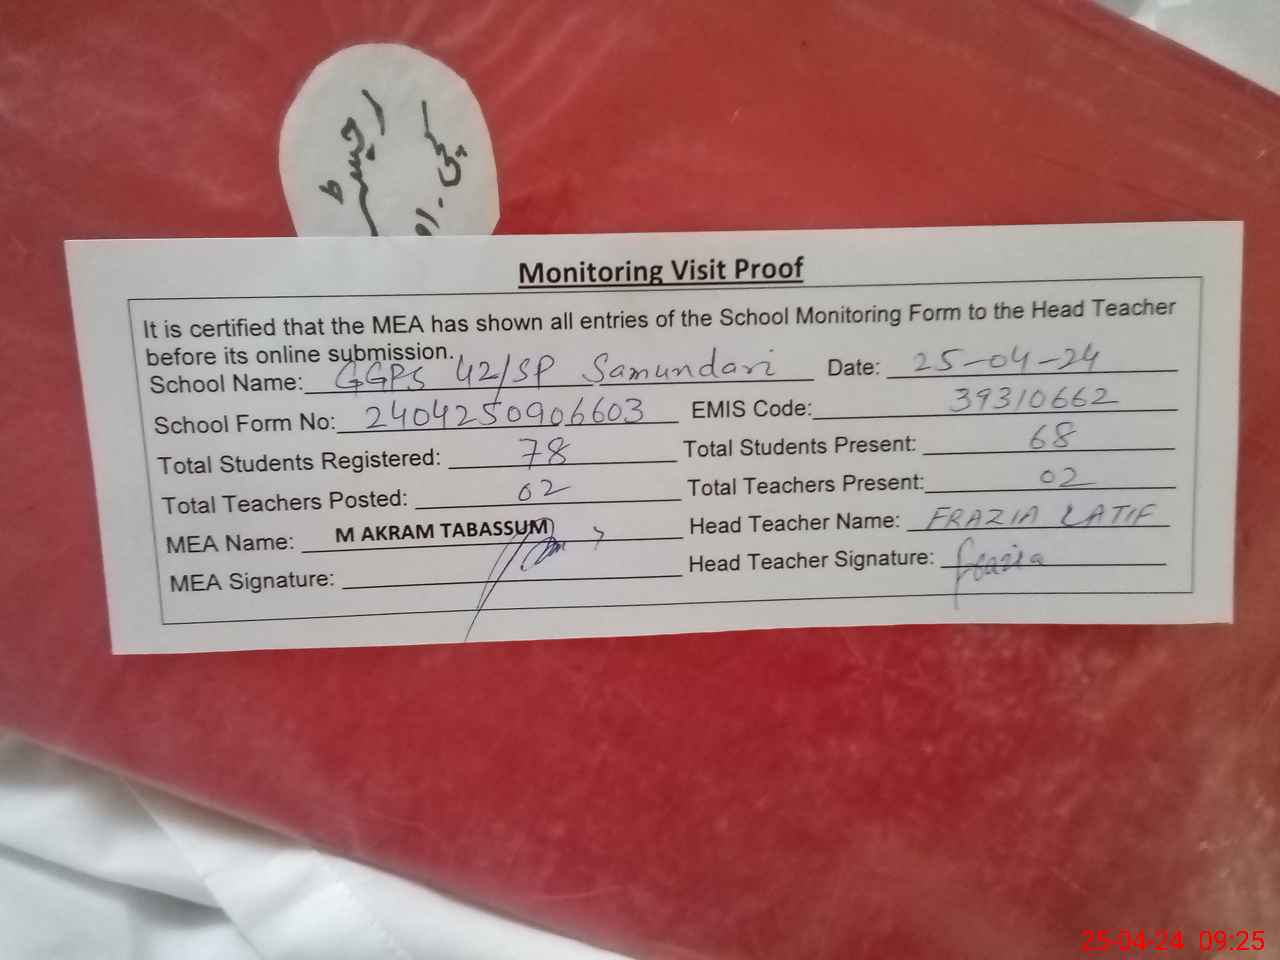 رجسٹر
سی.
Monitoring Visit Proof
It is certified that the MEA has shown all entries of the School Monitoring Form to the Head Teacher
before its online submission.
School Name: GGPS 42/SP Samundari Date: 25-04-24
School Form No: 2404250906603 EMIS Code: 39310662
Total Students Registered: 78 Total Students Present: 68
Total Teachers Posted: 02 Total Teachers Present: 02
MEA Name: M AKRAM TABASSUM Head Teacher Name: FRAZIA LATIF
MEA Signature: Head Teacher Signature: frazia
25-04-24 09:25